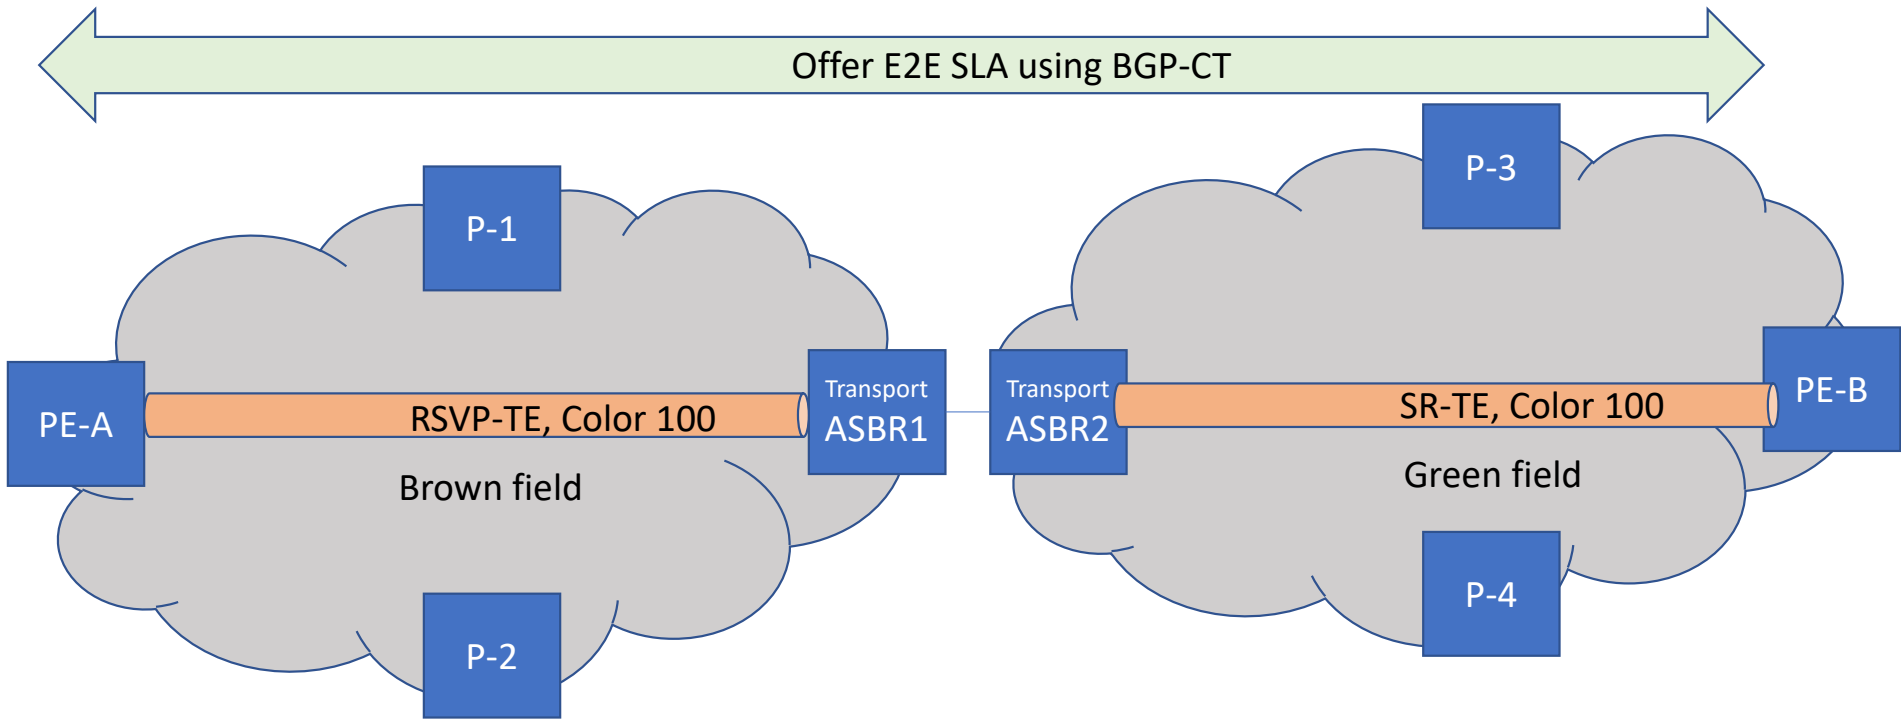 Offer E2E SLA using BGP-CT
P-1
P-3
PE-A
RSVP-TE, Color 100
Transport
ASBR1
Transport
ASBR2
SR-TE, Color 100
PE-B
Brown field
Green field
P-2
P-4